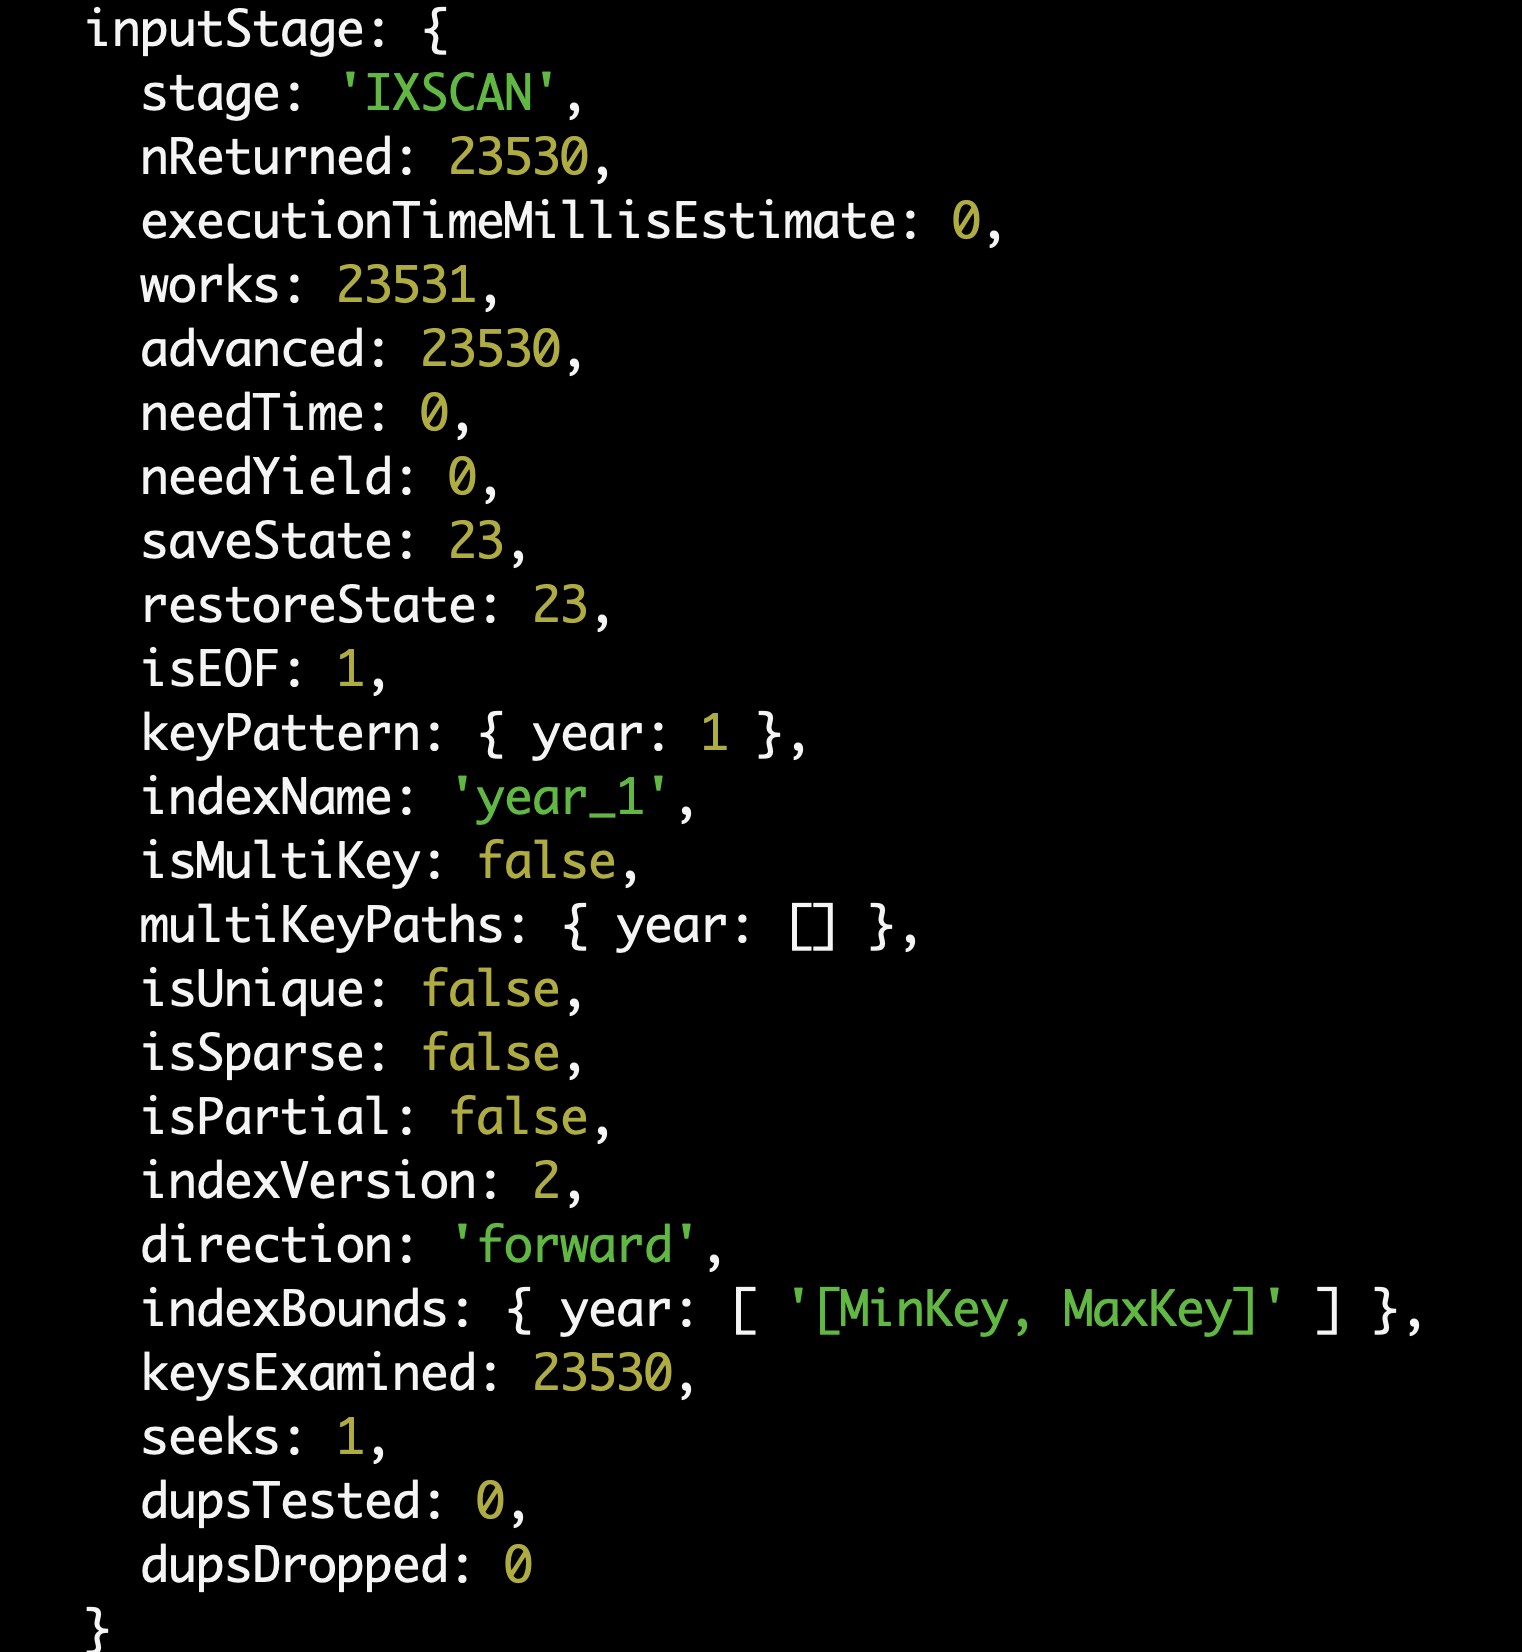 inputStage: {
stage: 'IXSCAN',
nReturned: 23530,
executionTimeMillisEstimate: 0,
works: 23531,
advanced: 23530,
needTime: 0,
needYield: 0,
saveState: 23,
restoreState: 23,
isEOF: 1,
keyPattern: { year: 1 },
indexName: 'year_1',
isMultiKey: false,
multiKeyPaths: { year: [] },
isUnique: false,
isSparse: false,
isPartial: false,
indexVersion: 2,
direction: 'forward',
indexBounds: { year: [ '[MinKey, MaxKey]' ] },
keysExamined: 23530,
seeks: 1,
dupsTested: 0,
dupsDropped: 0
}